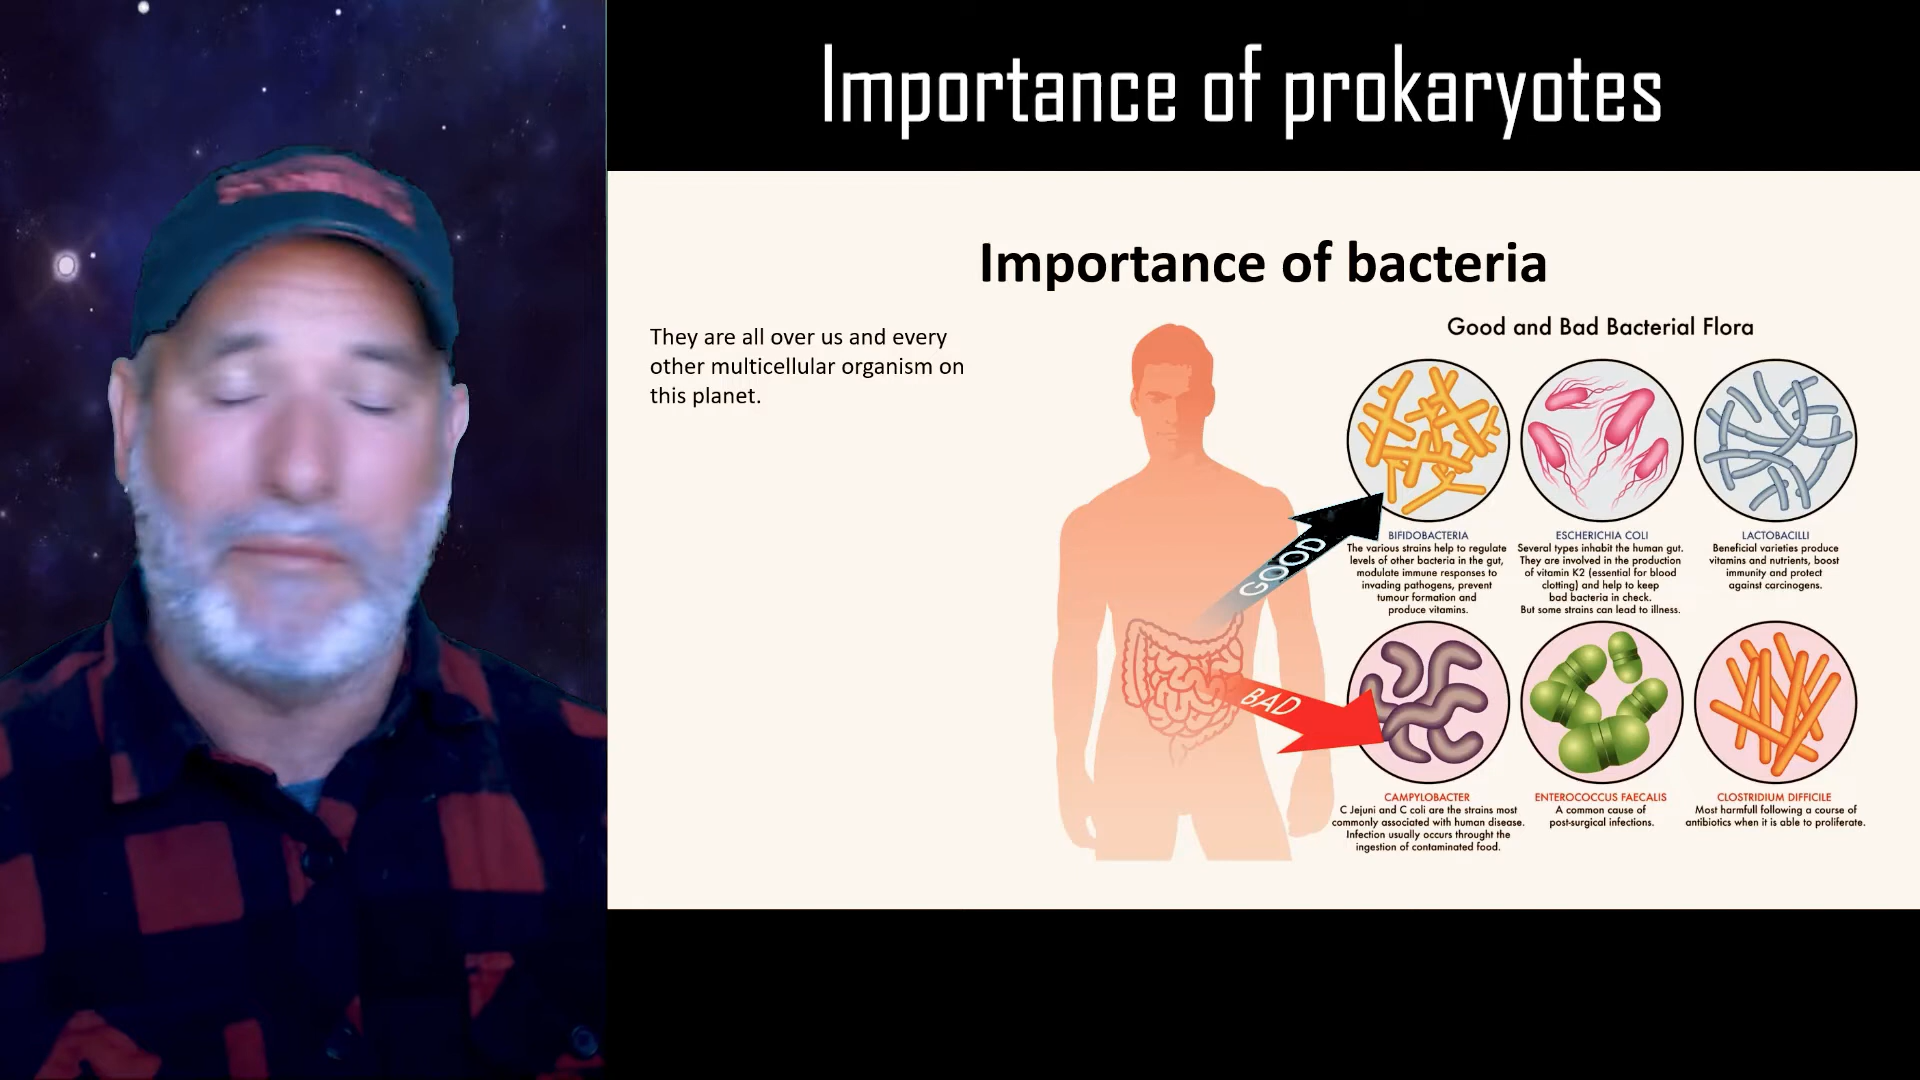 Importance of prokaryotes
Importance of bacteria
They are all over us and every
other multicellular organism on
this planet.
Good and Bad Bacterial Flora
GOOD
BAD
BIFIDOBACTERIA
The various strains help to regulate
levels of other bacteria in the gut,
modulate immune responses to
invading pathogens, prevent
tumour formation and
produce vitamins.
ESCHERICHIA COLI
Several types inhabit the human gut.
They are involved in the production
of vitamin K2 (essential for blood
clotting) and help to keep
bad bacteria in check.
But some strains can lead to illness.
LACTOBACILLI
Beneficial varieties produce
vitamins and nutrients, boost
immunity and protect
against carcinogens.
CAMPYLOBACTER
C Jejuni and C coli are the strains most
commonly associated with human disease.
Infection usually occurs throught the
ingestion of contaminated food.
ENTEROCOCCUS FAECALIS
A common cause of
post-surgical infections.
CLOSTRIDIUM DIFFICILE
Most harmfull following a course of
antibiotics when it is able to proliferate.